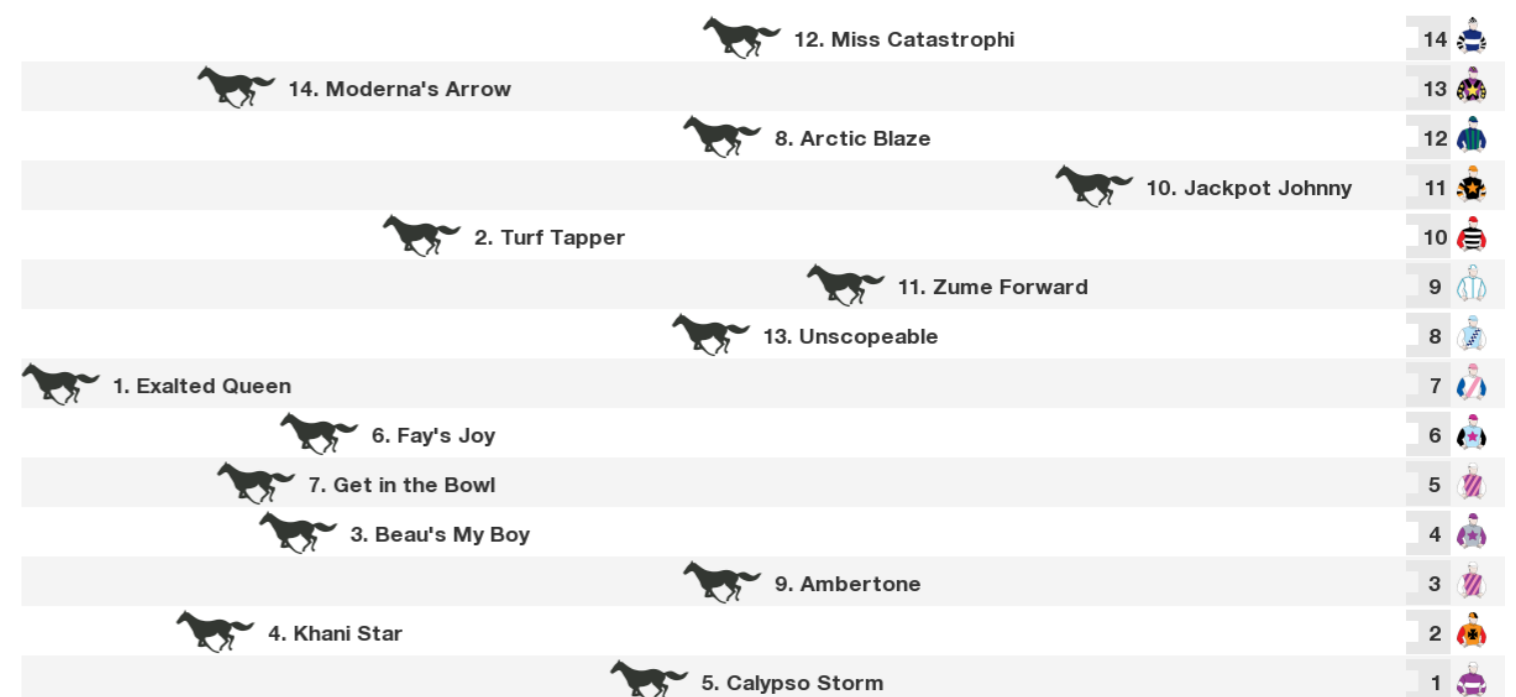 12. Miss Catastrophi 14
14. Moderna's Arrow 13
8. Arctic Blaze 12
10. Jackpot Johnny 11
2. Turf Tapper 10
11. Zume Forward 9
13. Unscopeable 8
1. Exalted Queen 7
6. Fay's Joy 6
7. Get in the Bowl 5
3. Beau's My Boy 4
9. Ambertone 3
4. Khani Star 2
5. Calypso Storm 1